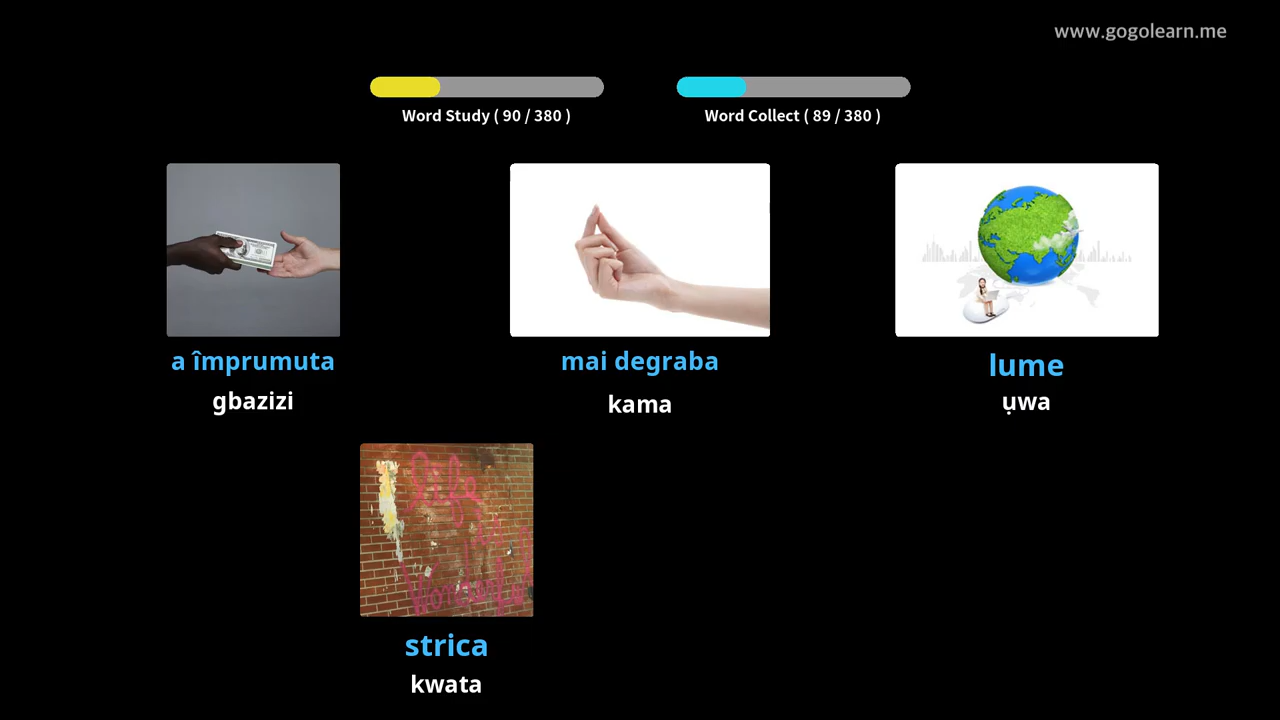 www.gogolearn.me
Word Study ( 90 / 380 )
Word Collect ( 89 / 380 )
a împrumuta
gbazizi
mai degraba
kama
lume
ụwa
life
strica
kwata